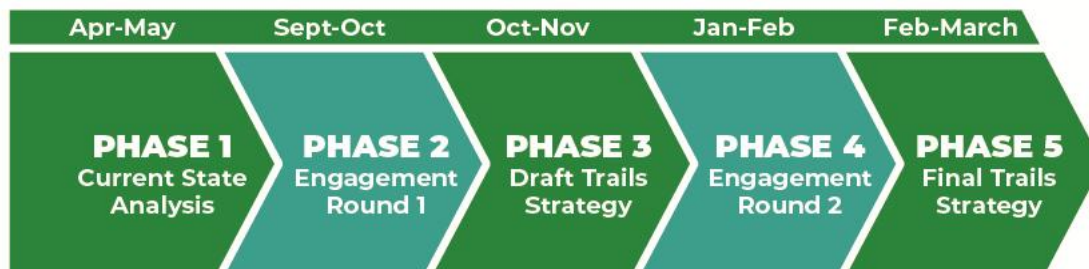 Apr-May Sept-Oct Oct-Nov Jan-Feb Feb-March
PHASE 1
Current State
Analysis
PHASE 2
Engagement
Round 1
PHASE 3
Draft Trails
Strategy
PHASE 4
Engagement
Round 2
PHASE 5
Final Trails
Strategy